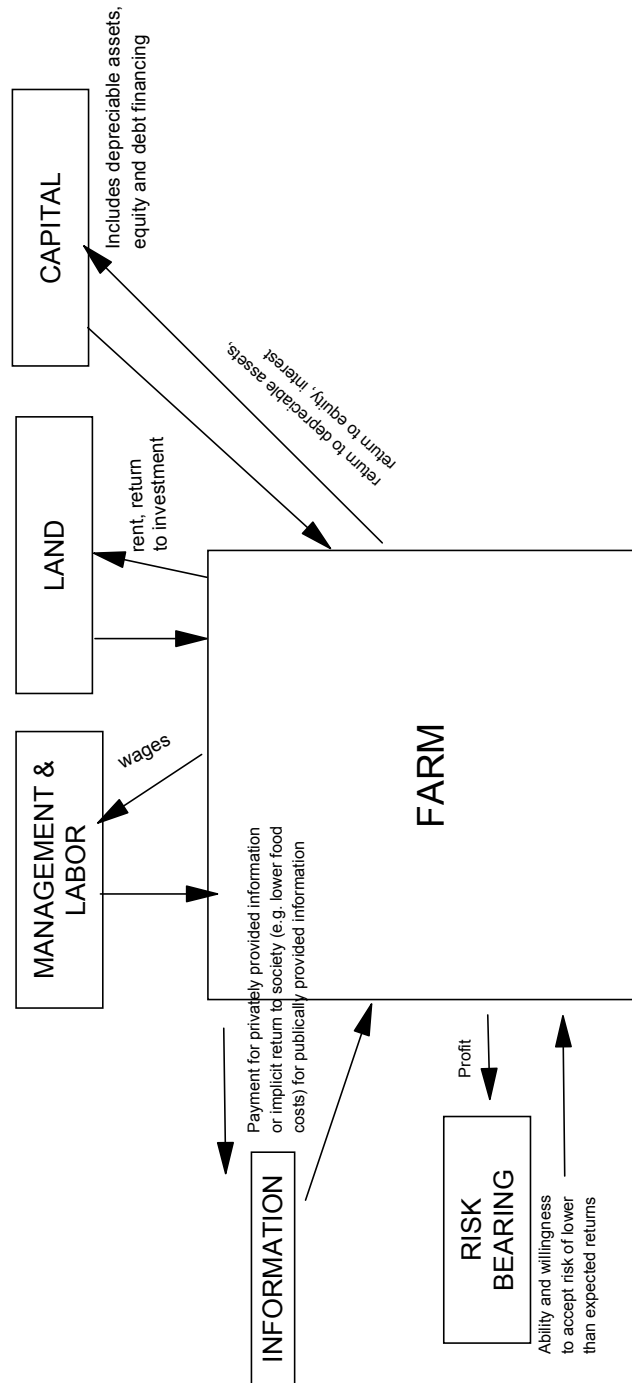 INFORMATION
MANAGEMENT &
LABOR
LAND
CAPITAL
Includes depreciable assets,
equity and debt financing
wages
rent, return
to investment
return to depreciable assets,
return to equity, interest
Payment for privately provided information
or implicit return to society (e.g. lower food
costs) for publically provided information
FARM
RISK
BEARING
Profit
Ability and willingness
to accept risk of lower
than expected returns